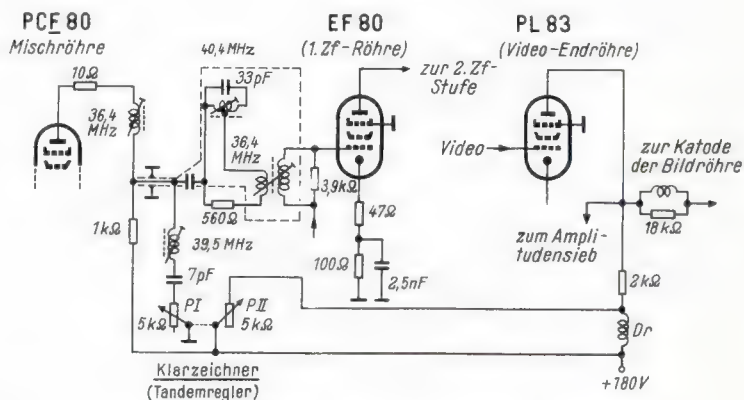 PCF 80
Mischröhre
10Ω
36,4
MHz
1kΩ
40,4 MHz
33pF
36,4
MHz
560Ω
39,5 MHz
7pF
PI
5kΩ
PII
5kΩ
Klarzeichner
(Tandemregler)
EF 80
(1. Zf-Röhre)
zur 2. Zf-
Stufe
3,9kΩ
47Ω
100Ω
2,5nF
PL 83
(Video-Endröhre)
Video
zur Katode
der Bildröhre
18kΩ
zum Ampli-
tudensieb
2kΩ
Dr
+180V